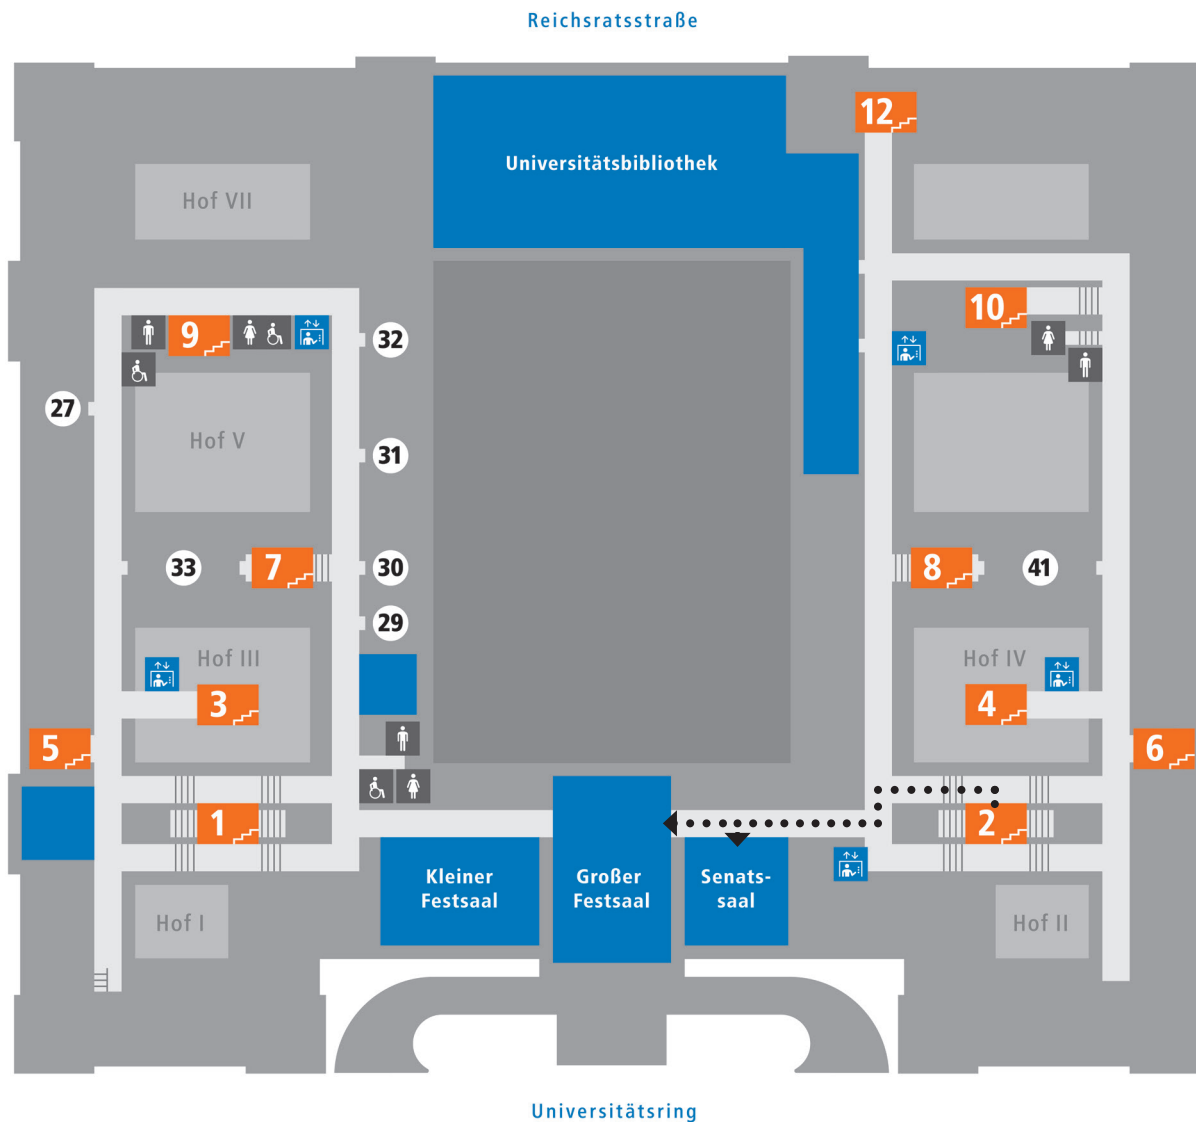 Reichsratsstraße
12
Universitätsbibliothek
Hof VII
10
9
32
27
Hof V
31
33
7
30
8
41
29
Hof III
Hof IV
3
4
5
6
1
2
Kleiner
Festsaal
Großer
Festsaal
Senats-
saal
Hof I
Hof II
Universitätsring